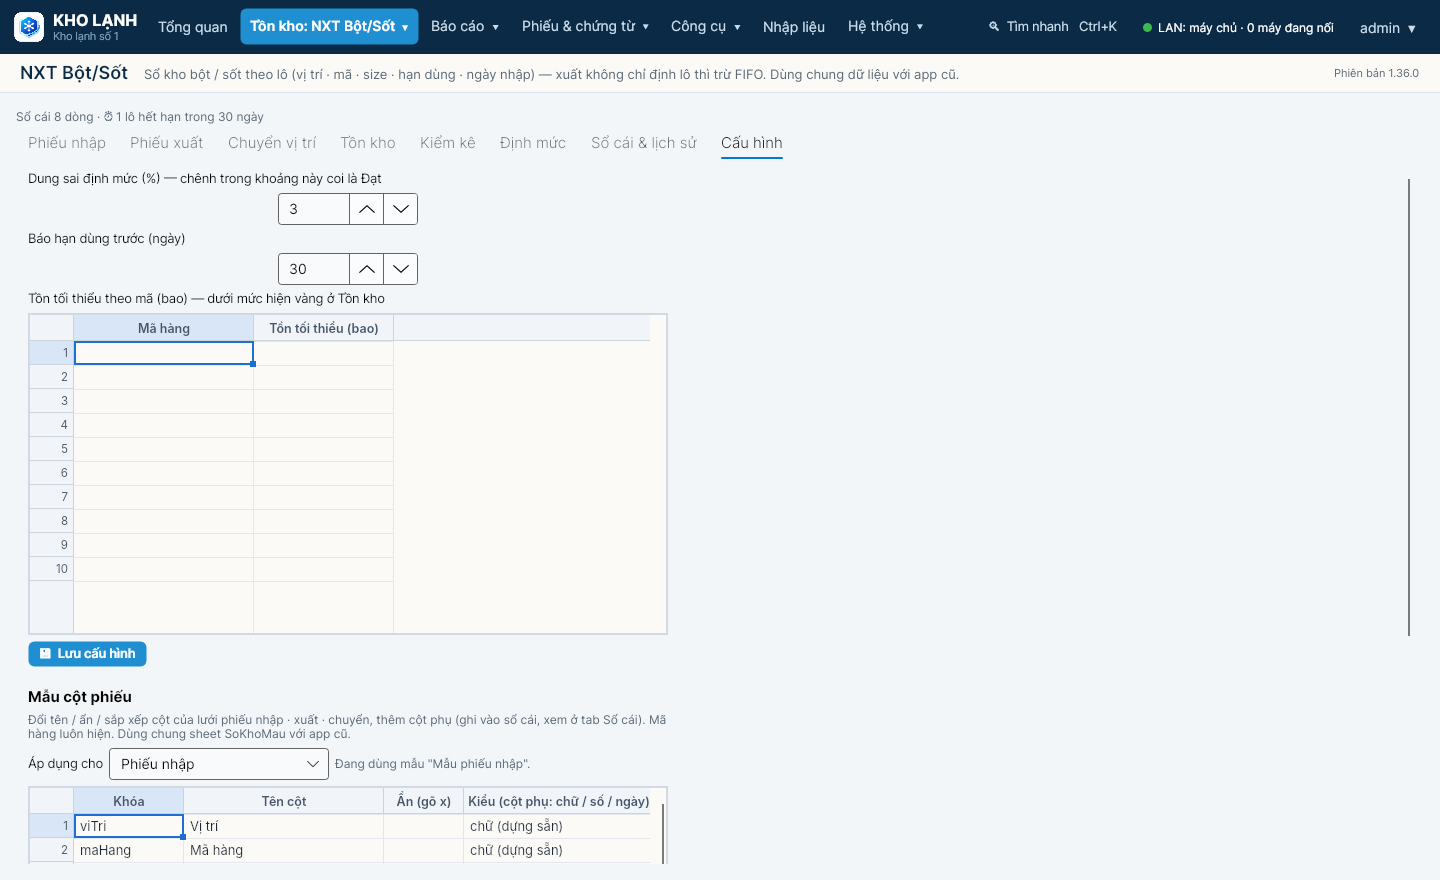 KHO LẠNH
Kho lạnh số 1
Tổng quan
Tồn kho: NXT Bột/Sốt ▾
Báo cáo ▾
Phiếu & chứng từ ▾
Công cụ ▾
Nhập liệu
Hệ thống ▾
Tìm nhanh Ctrl+K
LAN: máy chủ · 0 máy đang nối
admin ▾
NXT Bột/Sốt
Sổ kho bột / sốt theo lô (vị trí · mã · size · hạn dùng · ngày nhập) — xuất không chỉ định lô thì trừ FIFO. Dùng chung dữ liệu với app cũ.
Phiên bản 1.36.0
Sổ cái 8 dòng · ⏰ 1 lô hết hạn trong 30 ngày
Phiếu nhập
Phiếu xuất
Chuyển vị trí
Tồn kho
Kiểm kê
Định mức
Sổ cái & lịch sử
Cấu hình
Dung sai định mức (%) — chênh trong khoảng này coi là Đạt
3
Báo hạn dùng trước (ngày)
30
Tồn tối thiểu theo mã (bao) — dưới mức hiện vàng ở Tồn kho
Mã hàng
Tồn tối thiểu (bao)
1
2
3
4
5
6
7
8
9
10
Lưu cấu hình
Mẫu cột phiếu
Đổi tên / ẩn / sắp xếp cột của lưới phiếu nhập · xuất · chuyển, thêm cột phụ (ghi vào sổ cái, xem ở tab Sổ cái). Mã
hàng luôn hiện. Dùng chung sheet SoKhoMau với app cũ.
Áp dụng cho
Phiếu nhập
Đang dùng mẫu "Mẫu phiếu nhập".
Khóa
Tên cột
Ẩn (gõ x)
Kiểu (cột phụ: chữ / số / ngày)
1 viTri Vị trí chữ (dựng sẵn)
2 maHang Mã hàng chữ (dựng sẵn)